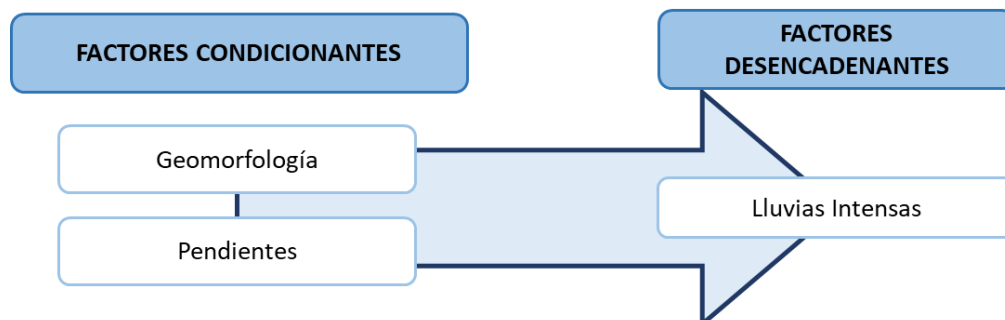 FACTORES CONDICIONANTES
FACTORES
DESENCADENANTES
Geomorfología
Pendientes
Lluvias Intensas